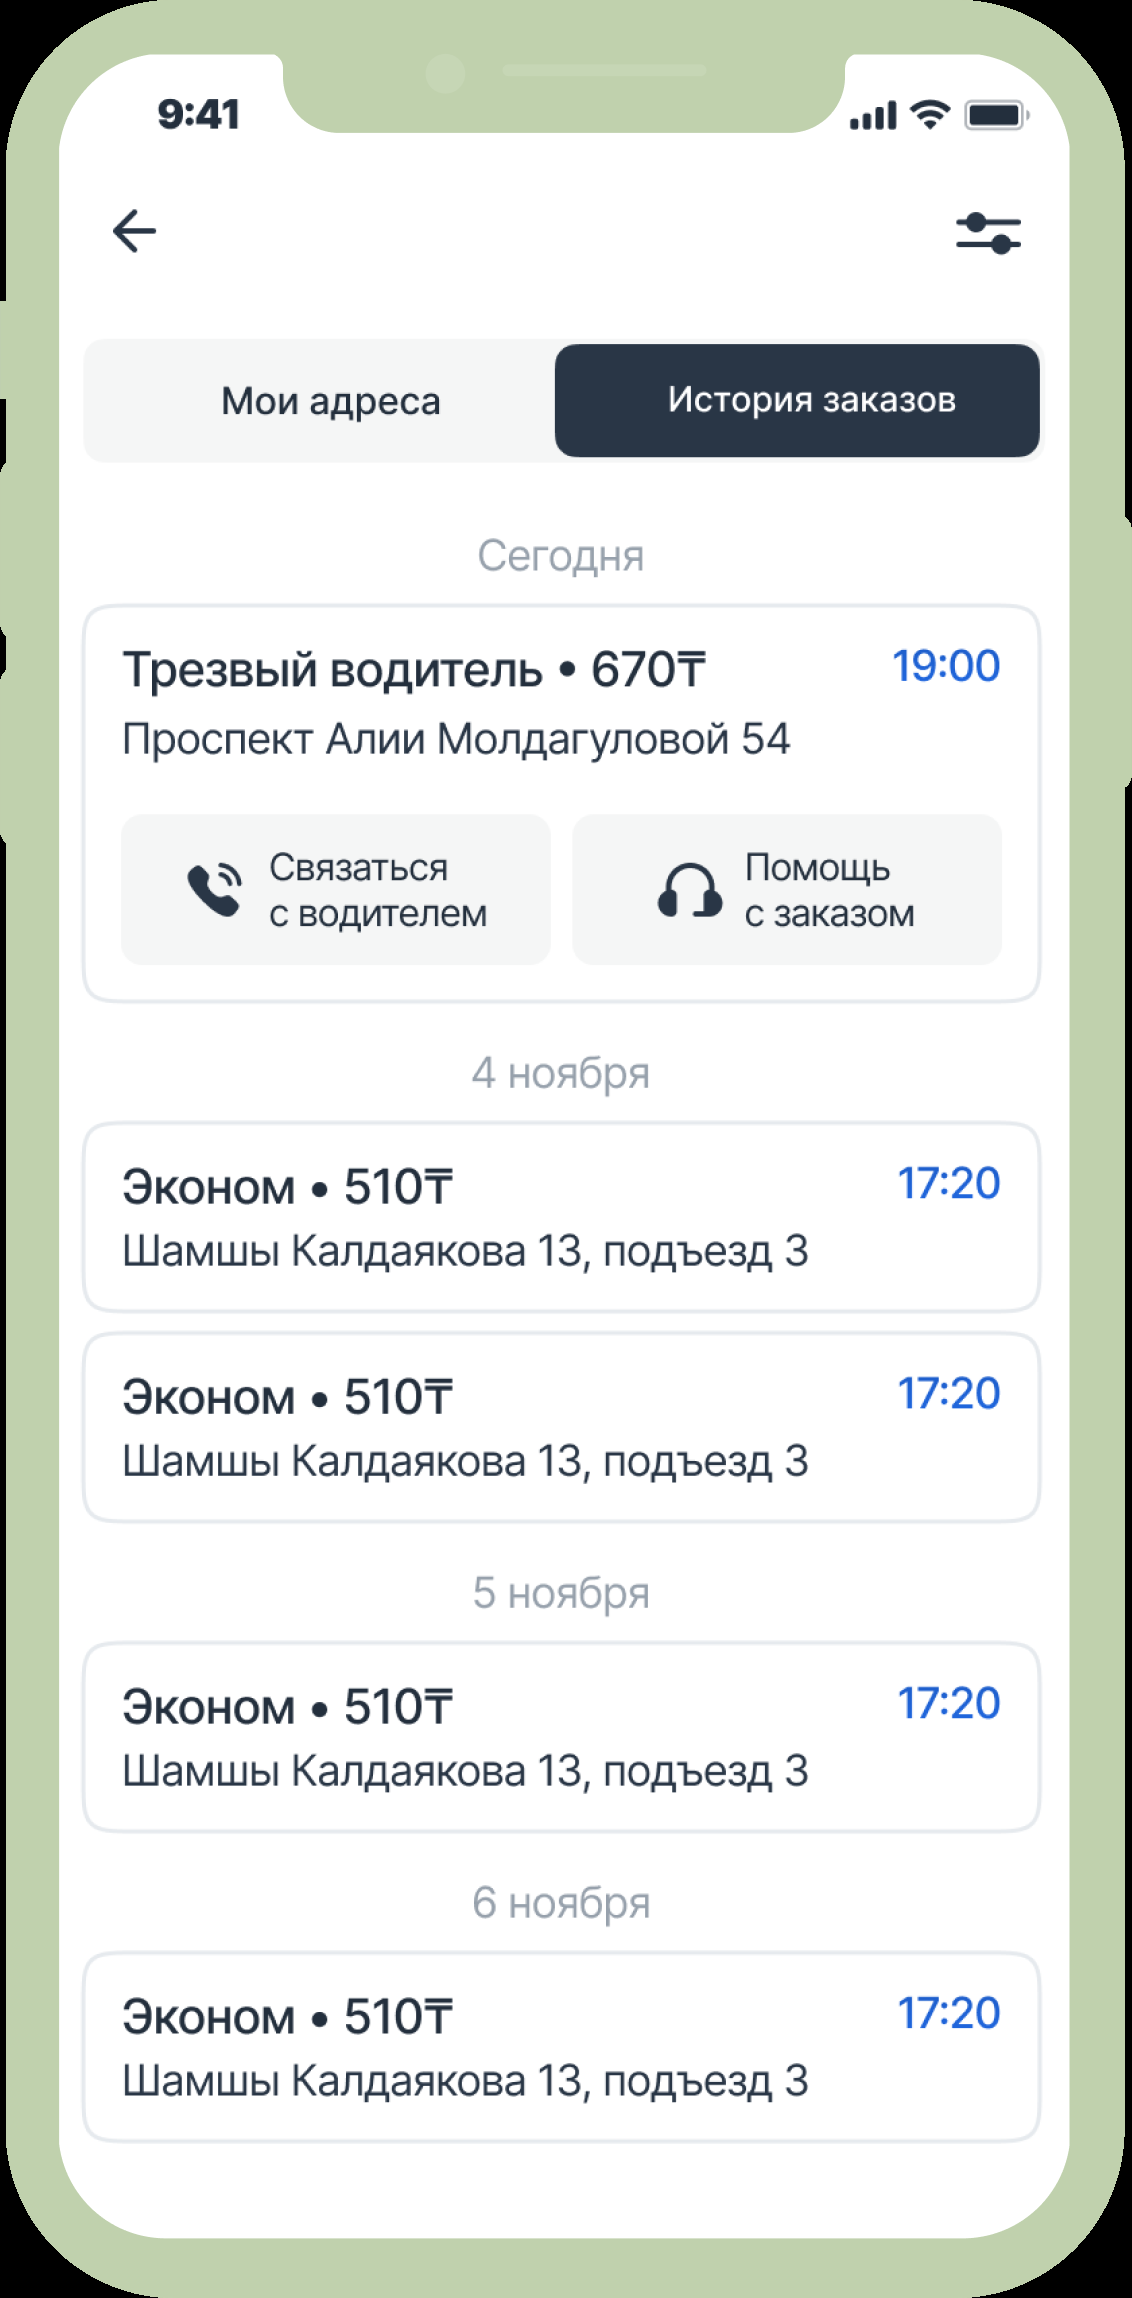 9:41
Мои адреса
История заказов
Сегодня
Трезвый водитель • 670₸
19:00
Проспект Алии Молдагуловой 54
Связаться
с водителем
Помощь
с заказом
4 ноября
Эконом • 510₸
17:20
Шамшы Калдаякова 13, подъезд 3
Эконом • 510₸
17:20
Шамшы Калдаякова 13, подъезд 3
5 ноября
Эконом • 510₸
17:20
Шамшы Калдаякова 13, подъезд 3
6 ноября
Эконом • 510₸
17:20
Шамшы Калдаякова 13, подъезд 3